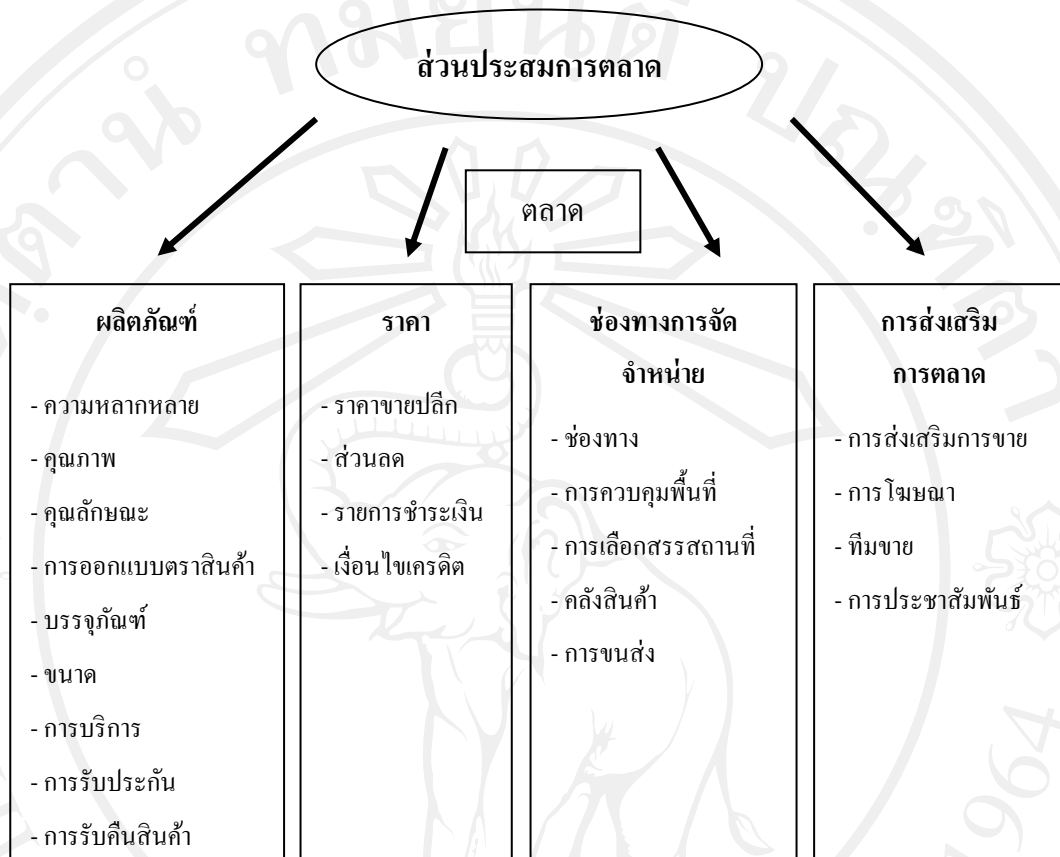 ส่วนประสมการตลาด
ตลาด
ผลิตภัณฑ์
- ความหลากหลาย
- คุณภาพ
- คุณลักษณะ
- การออกแบบตราสินค้า
- บรรจุภัณฑ์
- ขนาด
- การบริการ
- การรับประกัน
- การรับคืนสินค้า
ราคา
- ราคาขายปลีก
- ส่วนลด
- รายการชำระเงิน
- เงื่อนไขเครดิต
ช่องทางการจัด
จำหน่าย
- ช่องทาง
- การควบคุมพื้นที่
- การเลือกสรรสถานที่
- คลังสินค้า
- การขนส่ง
การส่งเสริม
การตลาด
- การส่งเสริมการขาย
- การโฆษณา
- ทีมขาย
- การประชาสัมพันธ์
1964